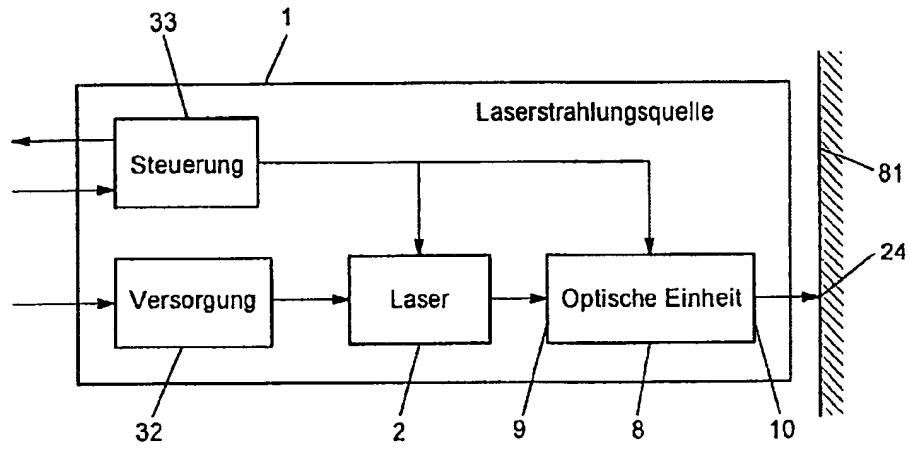 33
1
Laserstrahlungsquelle
Steuerung
81
24
Versorgung
Laser
Optische Einheit
32
2
9
8
10